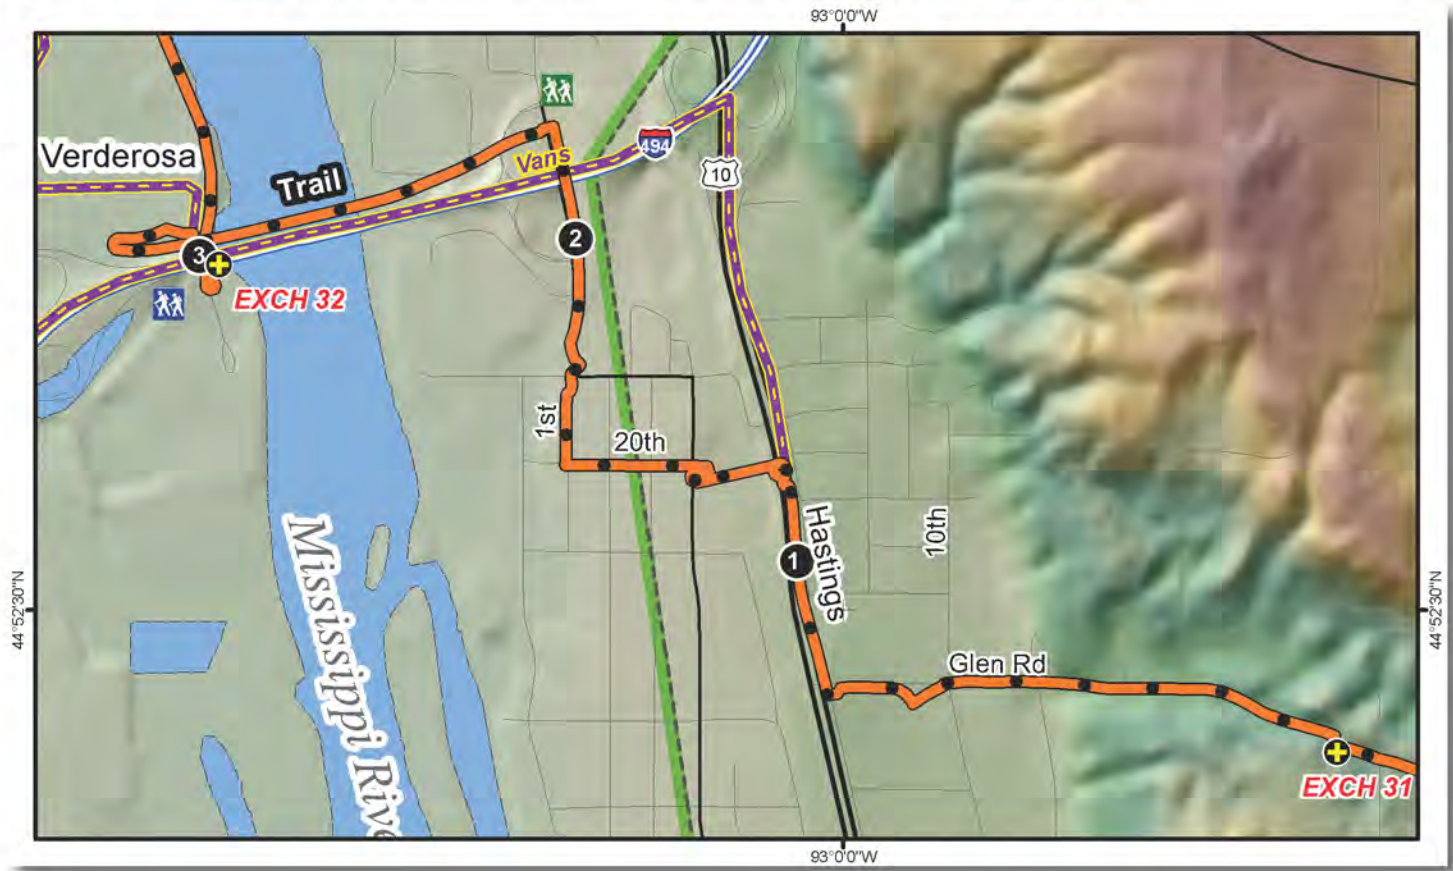 93°0'0"W
494
Verderosa
Vans
10
Trail
2
3
EXCH 32
1st
20th
Hastings
10th
1
Mississippi Rive
44°52'30"N
44°52'30"N
Glen Rd
EXCH 31
93°0'0"W